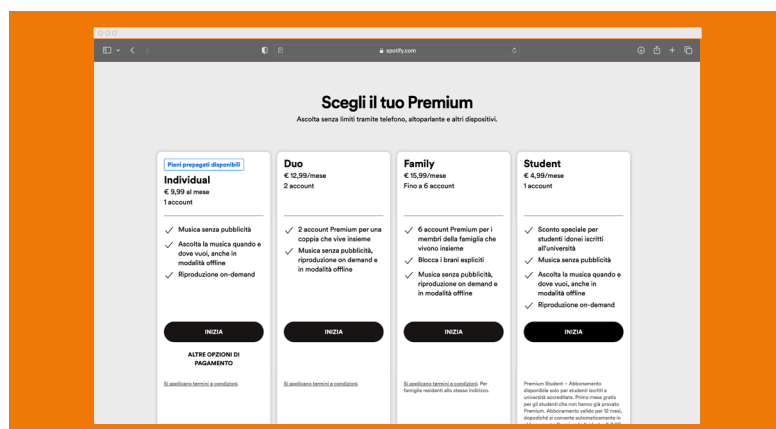 spotify.com
Scegli il tuo Premium
Ascolta senza limiti tramite telefono, altoparlante e altri dispositivi.
Piani prepagati disponibili
Individual
€ 9,99 al mese
1 account
Musica senza pubblicità
Ascolta la musica quando e
dove vuoi, anche in
modalità offline
Riproduzione on-demand
INIZIA
ALTRE OPZIONI DI
PAGAMENTO
Si applicano termini e condizioni.
Duo
€ 12,99/mese
2 account
2 account Premium per una
coppia che vive insieme
Musica senza pubblicità,
riproduzione on demand e
in modalità offline
INIZIA
Si applicano termini e condizioni.
Family
€ 15,99/mese
Fino a 6 account
6 account Premium per i
membri della famiglia che
vivono insieme
Blocca i brani espliciti
Musica senza pubblicità,
riproduzione on demand e
in modalità offline
INIZIA
Si applicano termini e condizioni. Per
famiglie residenti allo stesso indirizzo.
Student
€ 4,99/mese
1 account
Sconto speciale per
studenti idonei iscritti
all'università
Musica senza pubblicità
Ascolta la musica quando e
dove vuoi, anche in
modalità offline
Riproduzione on-demand
INIZIA
Premium Student – Abbonamento
disponibile solo per studenti iscritti a
università accreditate. Primo mese gratis
per gli studenti che non hanno già provato
Premium. Abbonamento valido per 12 mesi,
dopodiché si converte automaticamente in